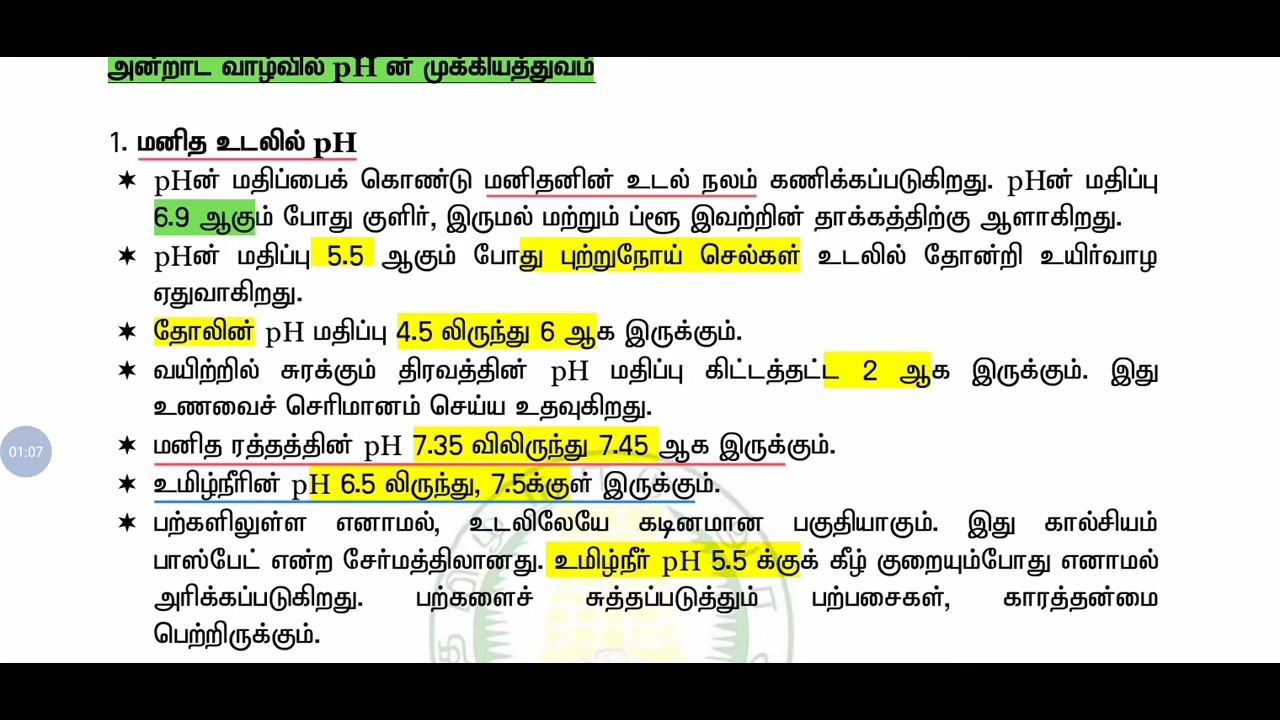 அன்றாட வாழ்வில் pH ன் முக்கியத்துவம்
1. மனித உடலில் pH
★ pHன் மதிப்பைக் கொண்டு மனிதனின் உடல் நலம் கணிக்கப்படுகிறது. pHன் மதிப்பு
6.9 ஆகும் போது குளிர், இருமல் மற்றும் ப்ளூ இவற்றின் தாக்கத்திற்கு ஆளாகிறது.
★ pHன் மதிப்பு 5.5 ஆகும் போது புற்றுநோய் செல்கள் உடலில் தோன்றி உயிர்வாழ
ஏதுவாகிறது.
★ தோலின் pH மதிப்பு 4.5 லிருந்து 6 ஆக இருக்கும்.
★ வயிற்றில் சுரக்கும் திரவத்தின் pH மதிப்பு கிட்டத்தட்ட 2 ஆக இருக்கும். இது
உணவைச் செரிமானம் செய்ய உதவுகிறது.
★ மனித ரத்தத்தின் pH 7.35 விலிருந்து 7.45 ஆக இருக்கும்.
01:07
★ உமிழ்நீரின் pH 6.5 லிருந்து, 7.5க்குள் இருக்கும்.
★ பற்களிலுள்ள எனாமல், உடலிலேயே கடினமான பகுதியாகும். இது கால்சியம்
பாஸ்பேட் என்ற சேர்மத்திலானது. உமிழ்நீர் pH 5.5 க்குக் கீழ் குறையும்போது எனாமல்
அரிக்கப்படுகிறது. பற்களைச் சுத்தப்படுத்தும் பற்பசைகள், காரத்தன்மை
பெற்றிருக்கும்.